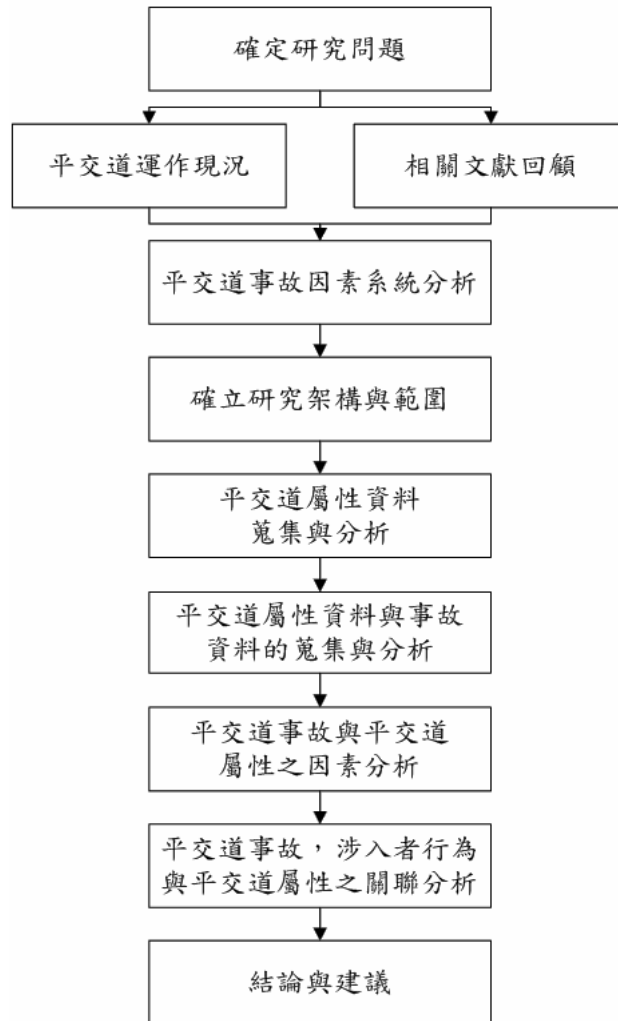 確定研究問題
平交道運作現況
相關文獻回顧
平交道事故因素系統分析
確立研究架構與範圍
平交道屬性資料
蒐集與分析
平交道屬性資料與事故
資料的蒐集與分析
平交道事故與平交道
屬性之因素分析
平交道事故，涉入者行為
與平交道屬性之關聯分析
結論與建議